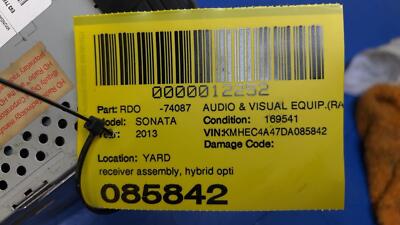 0000012252
Part: RDO -74087 AUDIO & VISUAL EQUIP.(RA
Model: SONATA Condition: 169541
Year: 2013 VIN:KMHEC4A47DA085842
Damage Code:
Location: YARD
receiver assembly, hybrid opti
085842